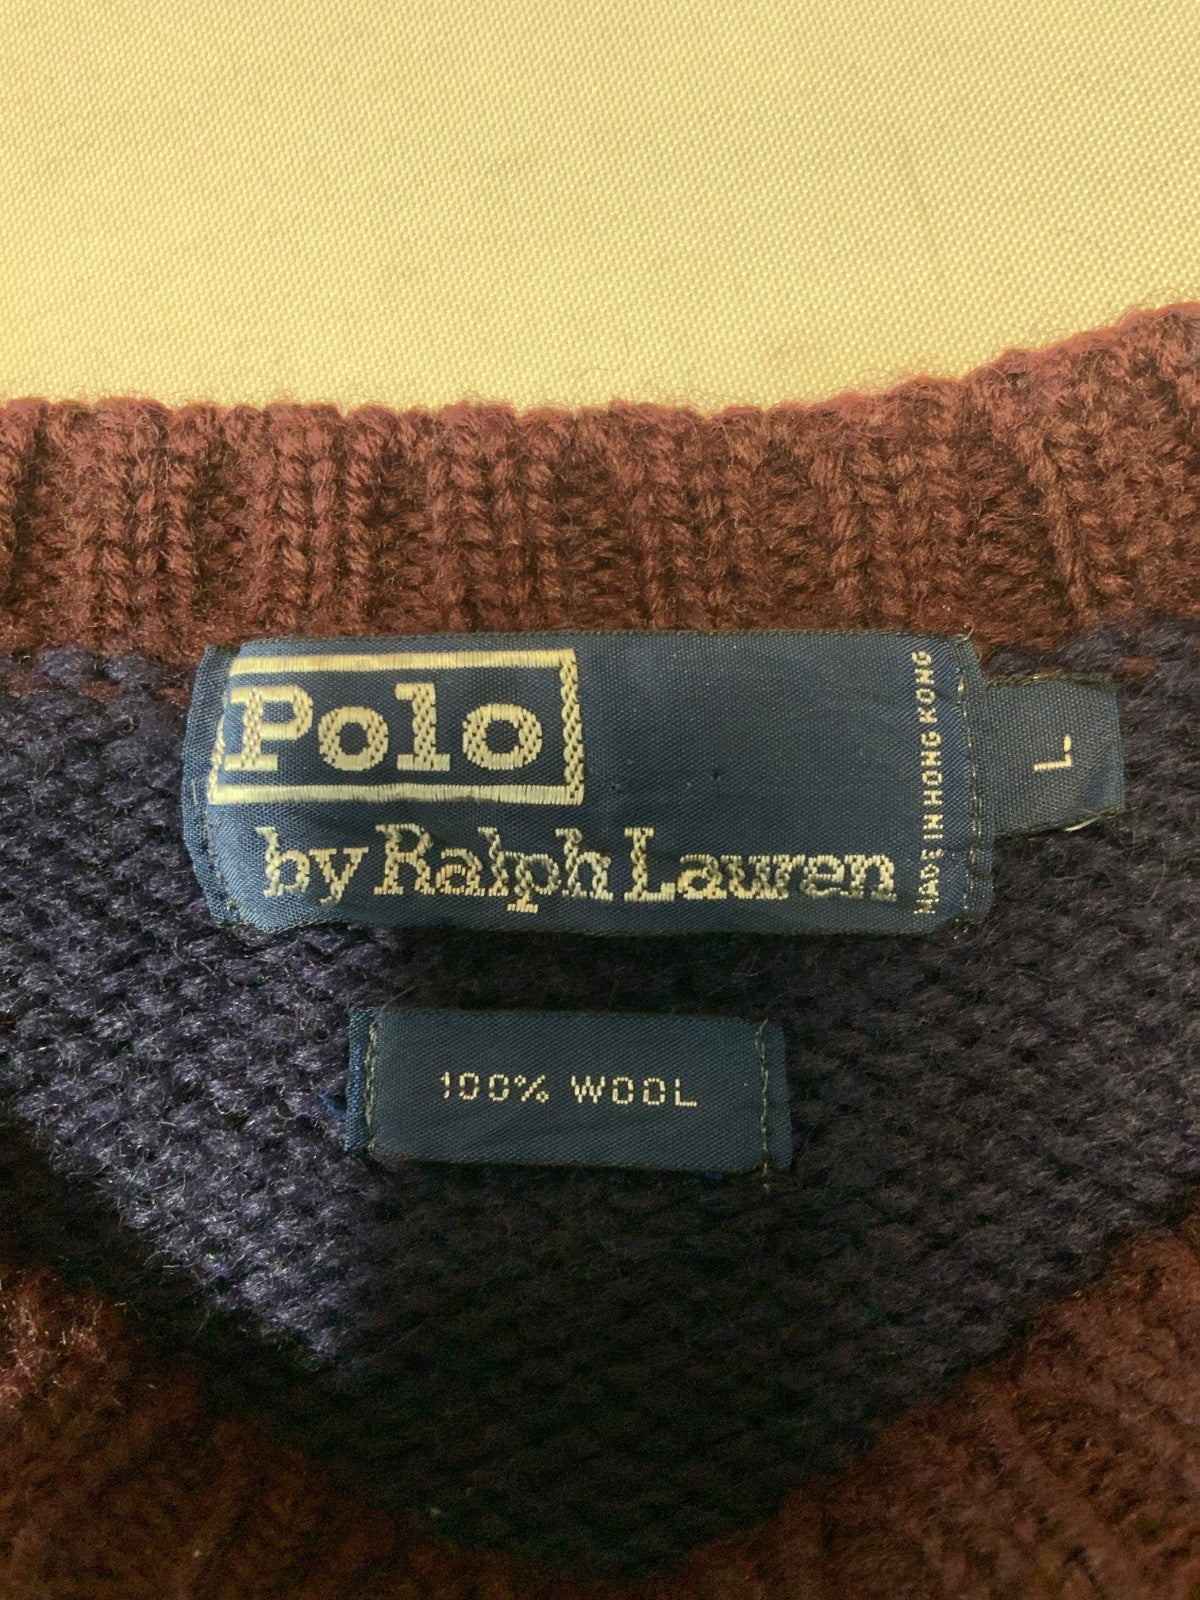 Polo
by Ralph Lauren
MADE IN HONG KONG
L
100% WOOL